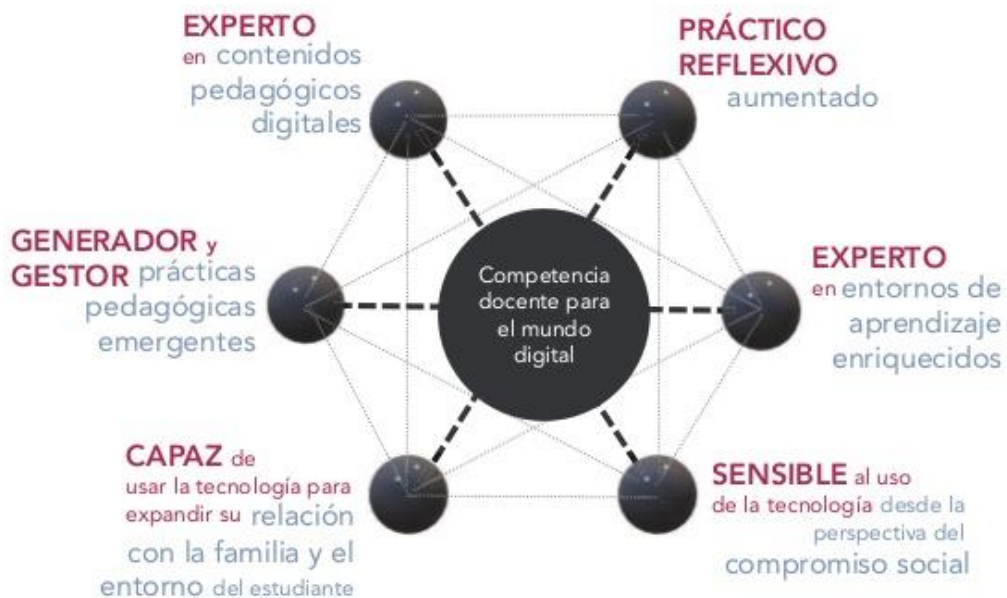 EXPERTO
en contenidos
pedagógicos
digitales
PRÁCTICO
REFLEXIVO
aumentado
GENERADOR y
GESTOR prácticas
pedagógicas
emergentes
Competencia
docente para
el mundo
digital
EXPERTO
en entornos de
aprendizaje
enriquecidos
CAPAZ de
usar la tecnología para
expandir su relación
con la familia y el
entorno del estudiante
SENSIBLE al uso
de la tecnología desde la
perspectiva del
compromiso social